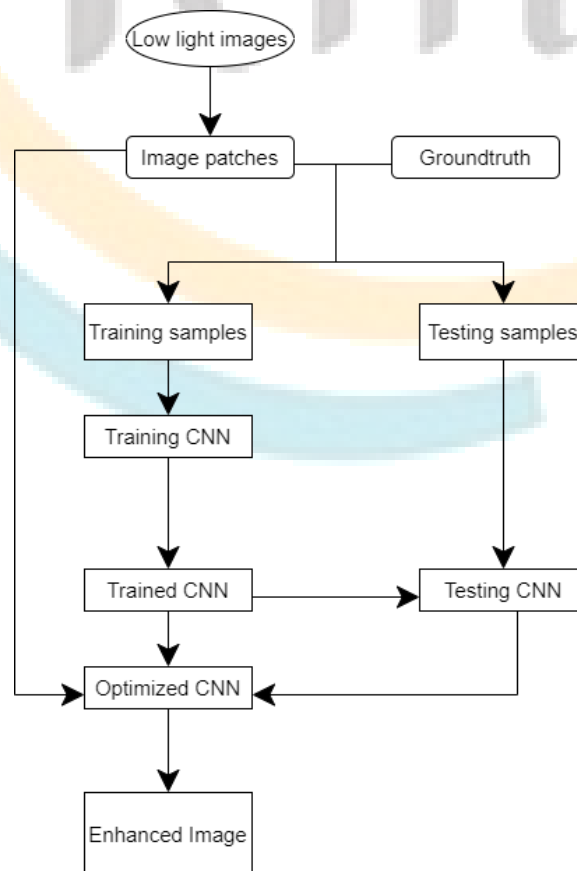 Low light images
Image patches
Groundtruth
Training samples
Testing samples
Training CNN
Trained CNN
Testing CNN
Optimized CNN
Enhanced Image